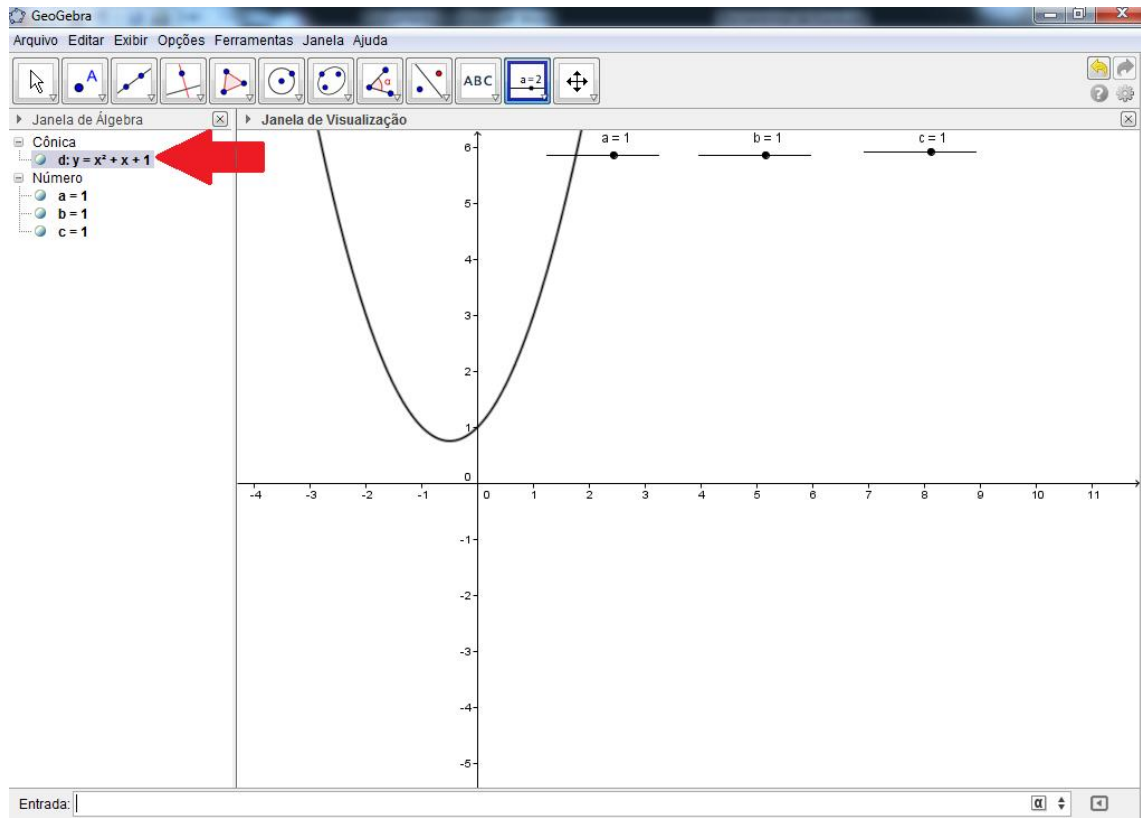 GeoGebra
Arquivo Editar Exibir Opções Ferramentas Janela Ajuda
A
α
ABC
a=2
Janela de Álgebra
Janela de Visualização
Cônica
d: y = x² + x + 1
Número
a = 1
b = 1
c = 1
a = 1 b = 1 c = 1
6
5
4
3
2
1
0
-4 -3 -2 -1 0 1 2 3 4 5 6 7 8 9 10 11
-1
-2
-3
-4
-5
Entrada:
α